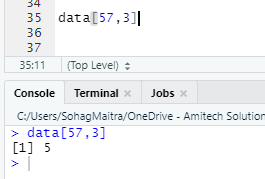 34
35 data[57,3]
36
37
35:11 (Top Level)
Console Terminal Jobs
C:/Users/SohagMaitra/OneDrive - Amitech Solution
> data[57,3]
[1] 5
>